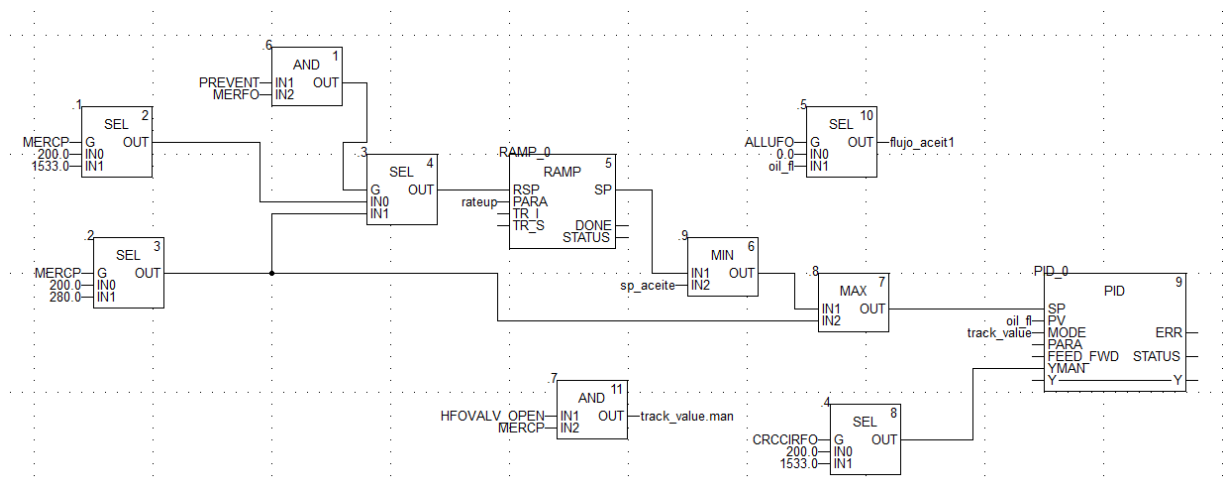 .6 1
AND
PREVENT IN1 OUT
MERFO IN2
.1 2
SEL
MERCP G OUT
200.0 IN0
1533.0 IN1
.5 10
SEL
ALLUFO G OUT flujo_aceit1
0.0 IN0
oil_fl IN1
.3 4
SEL
G OUT
IN0
IN1
RAMP_0 5
RAMP
RSP SP
rateup PARA
TR_I
TR_S DONE
STATUS
.2 3
SEL
MERCP G OUT
200.0 IN0
280.0 IN1
.9 6
MIN
IN1 OUT
sp_aceite IN2
.8 7
MAX
IN1 OUT
IN2
PID_0 9
PID
SP
oil_fl PV
track_value MODE ERR
PARA
FEED_FWD STATUS
YMAN
Y Y
.7 11
AND
HFOVALV_OPEN IN1 OUT track_value.man
MERCP IN2
.4 8
SEL
CRCCIRFO G OUT
200.0 IN0
1533.0 IN1